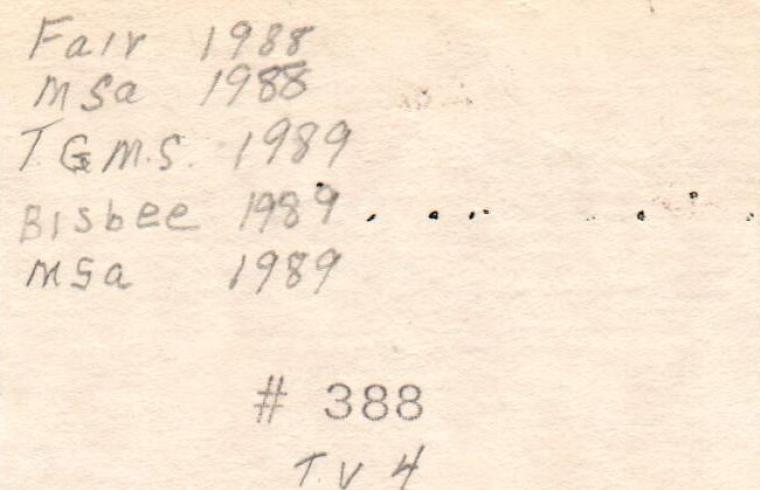 Fair 1988
MSa 1988
T.G.M.S. 1989
Bisbee 1989
MSa 1989
# 388
T.V 4